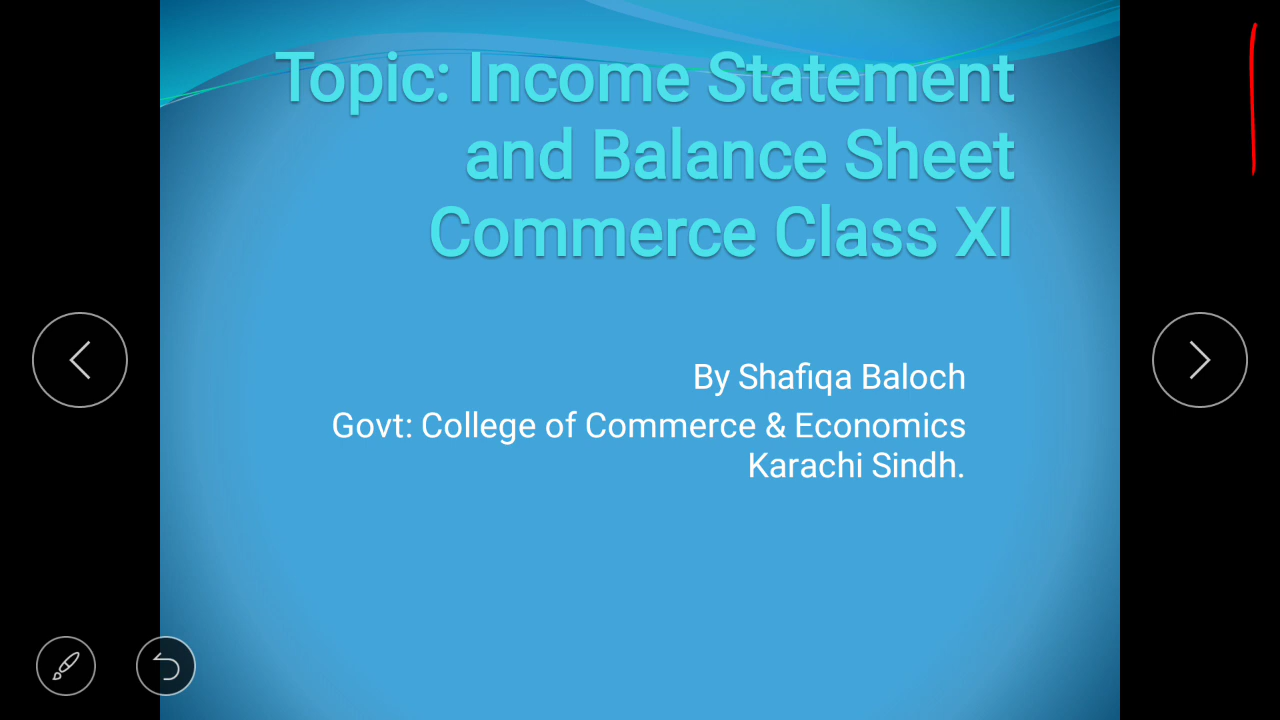 Topic: Income Statement
and Balance Sheet
Commerce Class XI
By Shafiqa Baloch
Govt: College of Commerce & Economics
Karachi Sindh.